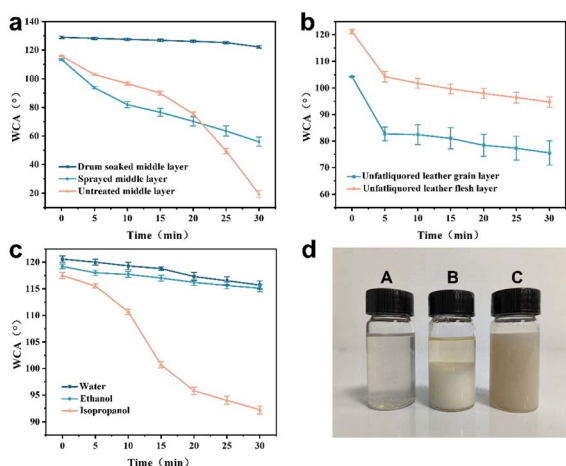 a
WCA (°)
140
120
100
80
60
40
20
Drum soaked middle layer
Sprayed middle layer
Untreated middle layer
0 5 10 15 20 25 30
Time (min)
b
WCA (°)
130
120
110
100
90
80
70
60
Unfatliquored leather grain layer
Unfatliquored leather flesh layer
0 5 10 15 20 25 30
Time (min)
c
WCA (°)
120
115
110
105
100
95
90
Water
Ethanol
Isopropanol
0 5 10 15 20 25 30
Time (min)
d
A B C